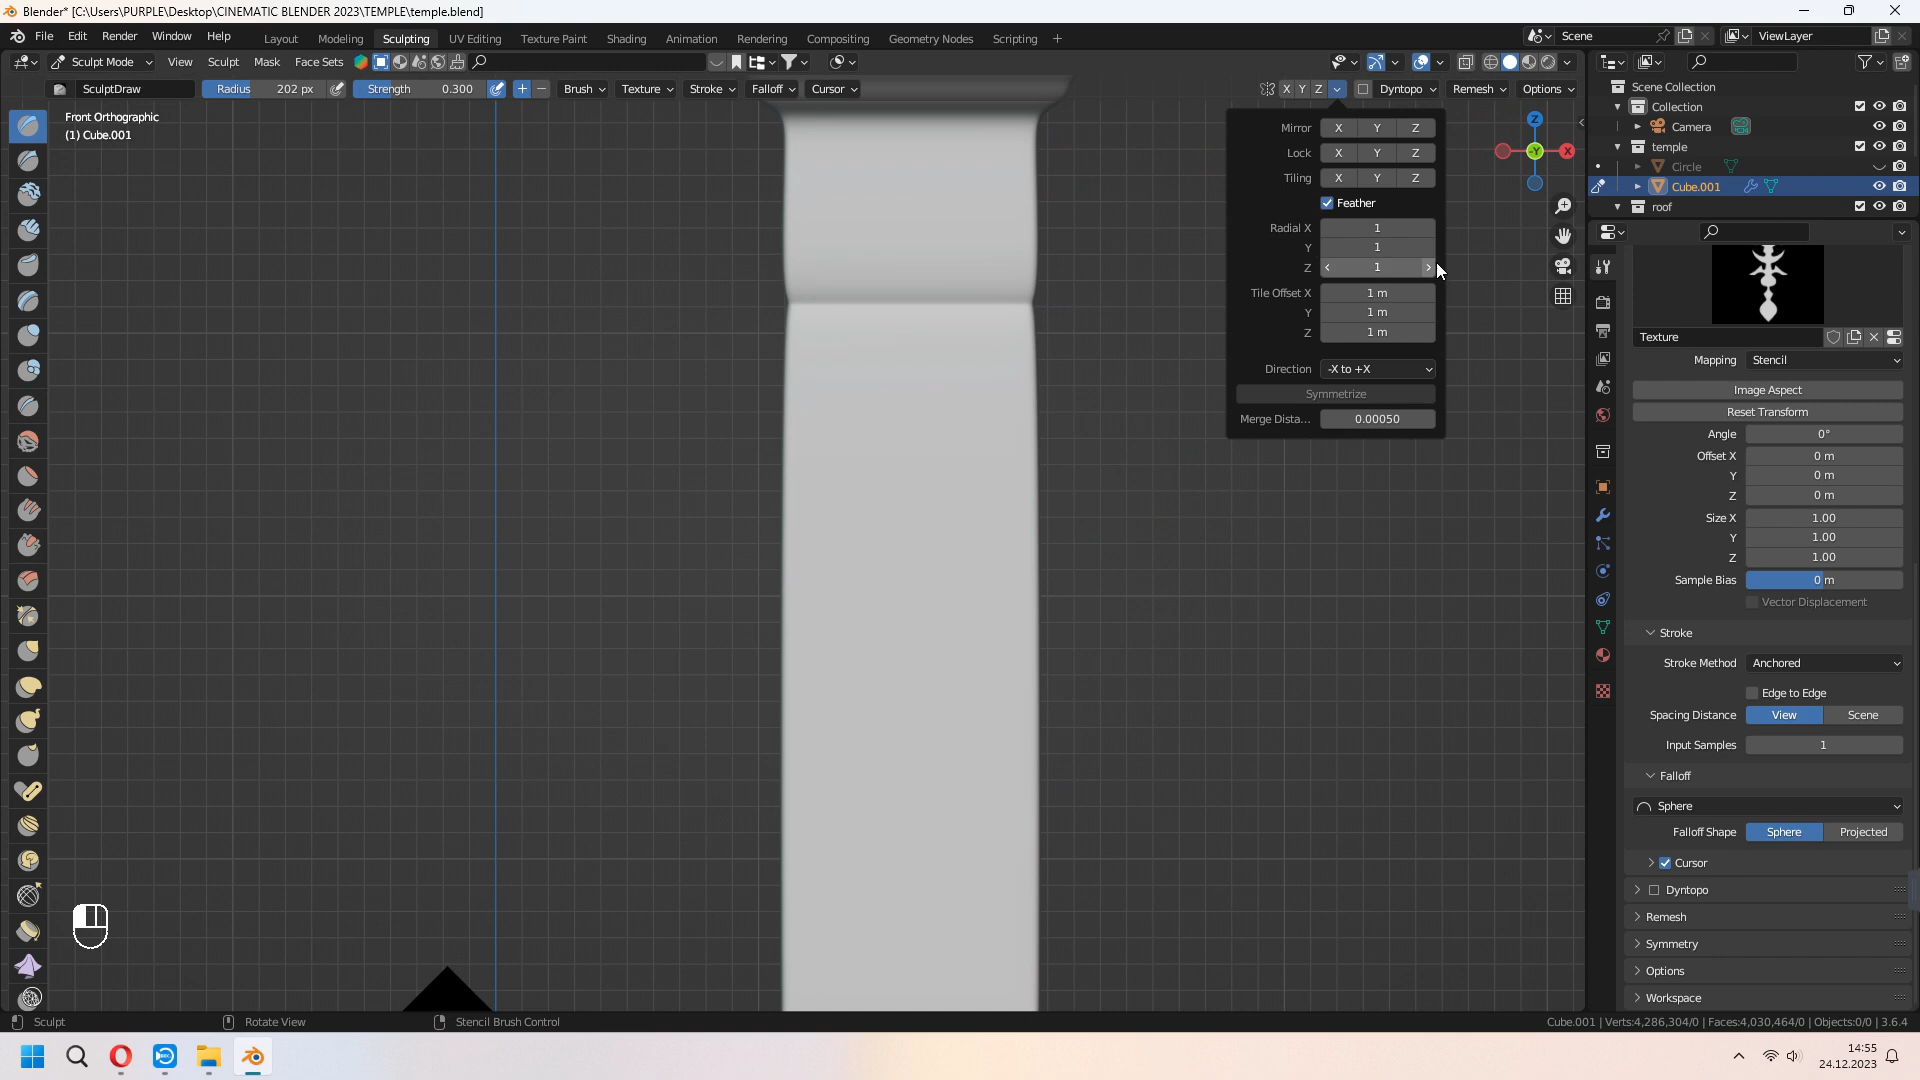 Blender* [C:\Users\PURPLE\Desktop\CINEMATIC BLENDER 2023\TEMPLE\temple.blend]
File Edit Render Window Help Layout Modeling Sculpting UV Editing Texture Paint Shading Animation Rendering Compositing Geometry Nodes Scripting + Scene ViewLayer
Sculpt Mode View Sculpt Mask Face Sets
SculptDraw Radius 202 px Strength 0.300 Brush Texture Stroke Falloff Cursor X Y Z Dyntopo Remesh Options
Front Orthographic
(1) Cube.001
Mirror X Y Z
Lock X Y Z
Tiling X Y Z
Feather
Radial X 1
Y 1
Z 1
Tile Offset X 1 m
Y 1 m
Z 1 m
Direction -X to +X
Symmetrize
Merge Dista... 0.00050
Z
-Y
X
Scene Collection
Collection
Camera
temple
Circle
Cube.001
roof
Texture
Mapping Stencil
Image Aspect
Reset Transform
Angle 0°
Offset X 0 m
Y 0 m
Z 0 m
Size X 1.00
Y 1.00
Z 1.00
Sample Bias 0 m
Vector Displacement
Stroke
Stroke Method Anchored
Edge to Edge
Spacing Distance View Scene
Input Samples 1
Falloff
Sphere
Falloff Shape Sphere Projected
Cursor
Dyntopo
Remesh
Symmetry
Options
Workspace
Sculpt Rotate View Stencil Brush Control Cube.001 | Verts:4,286,304/0 | Faces:4,030,464/0 | Objects:0/0 | 3.6.4
14:55
24.12.2023